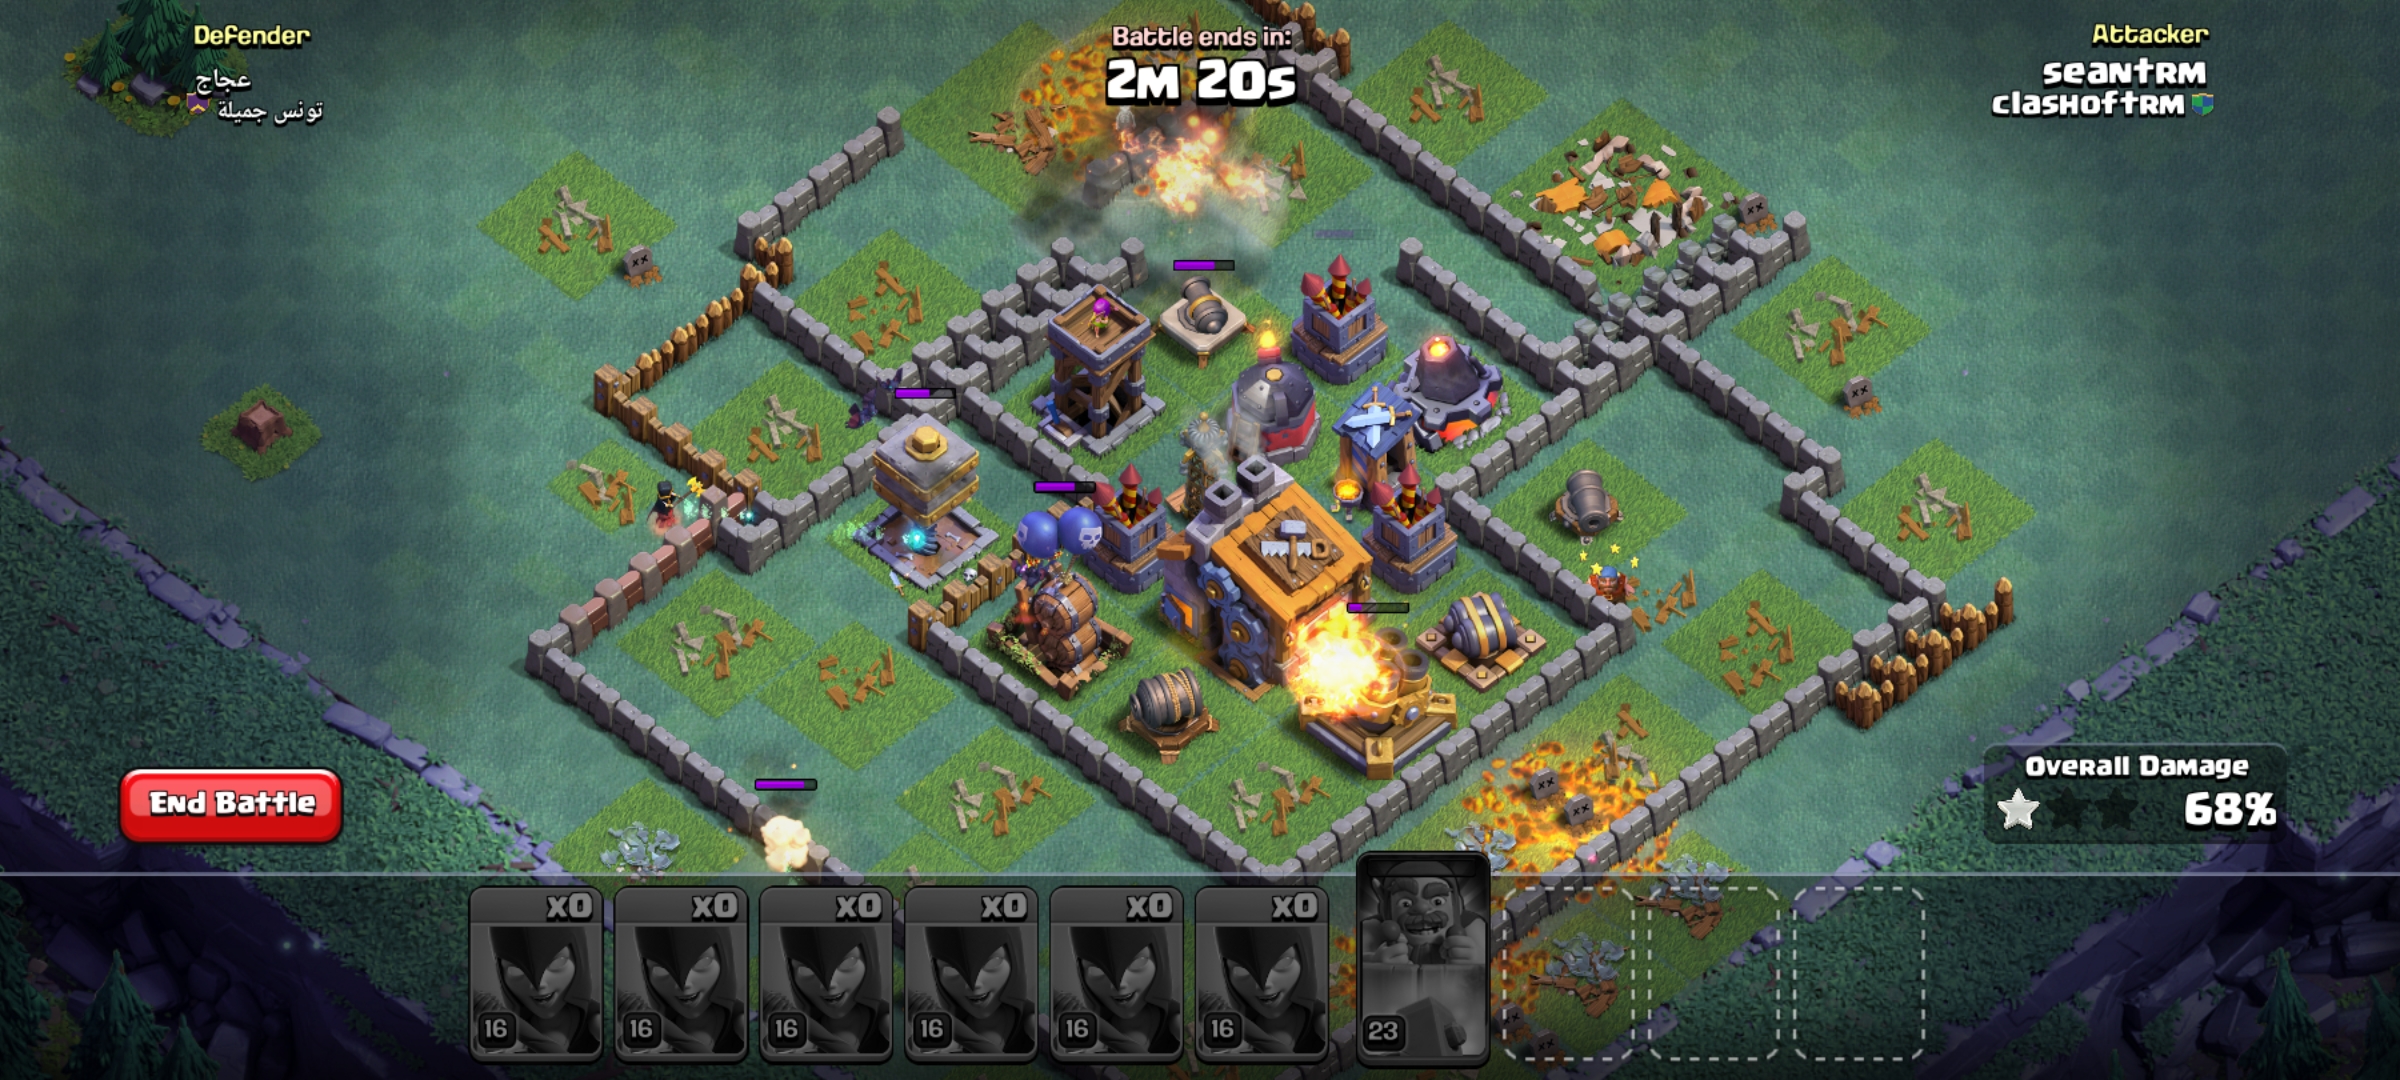 Defender
عجاج
تونس جميلة
Battle ends in:
2M 20s
Attacker
seantRM
clashoftRM
End Battle
Overall Damage
68%
x0 x0 x0 x0 x0 x0
16 16 16 16 16 16 23